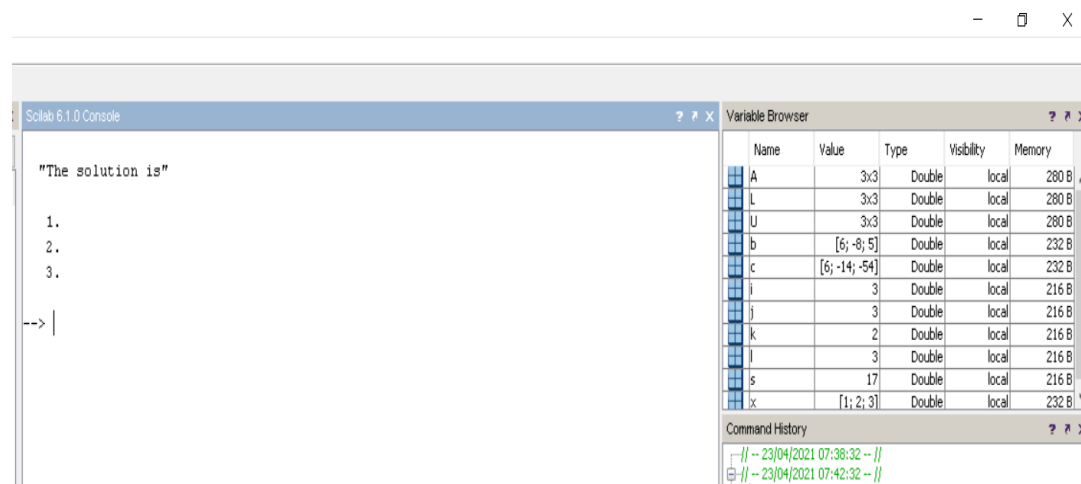 Scilab 6.1.0 Console
"The solution is"
1.
2.
3.
-->
Variable Browser
Name Value Type Visibility Memory
A 3x3 Double local 280 B
L 3x3 Double local 280 B
U 3x3 Double local 280 B
b [6; -8; 5] Double local 232 B
c [6; -14; -54] Double local 232 B
i 3 Double local 216 B
j 3 Double local 216 B
k 2 Double local 216 B
l 3 Double local 216 B
s 17 Double local 216 B
x [1; 2; 3] Double local 232 B
Command History
// -- 23/04/2021 07:38:32 -- //
// -- 23/04/2021 07:42:32 -- //